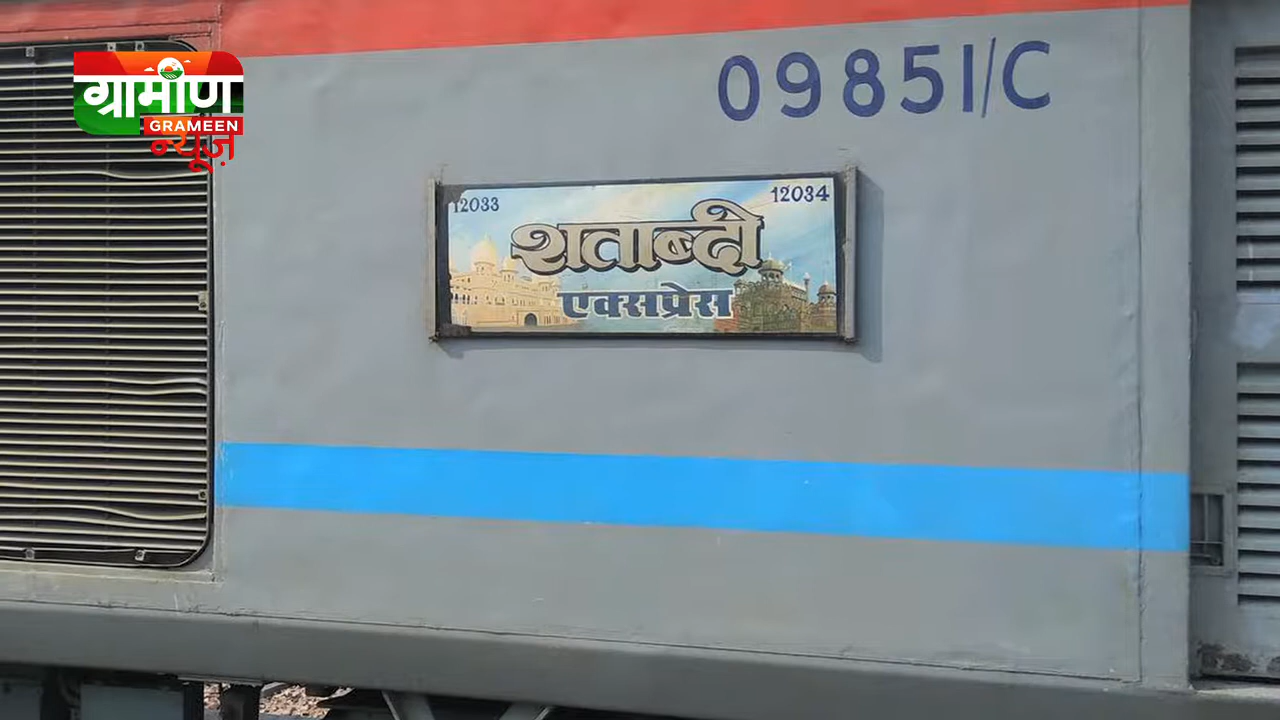 ग्रामीण
GRAMEEN
न्यूज़
09851/C
12033 12034
शताब्दी
एक्सप्रेस